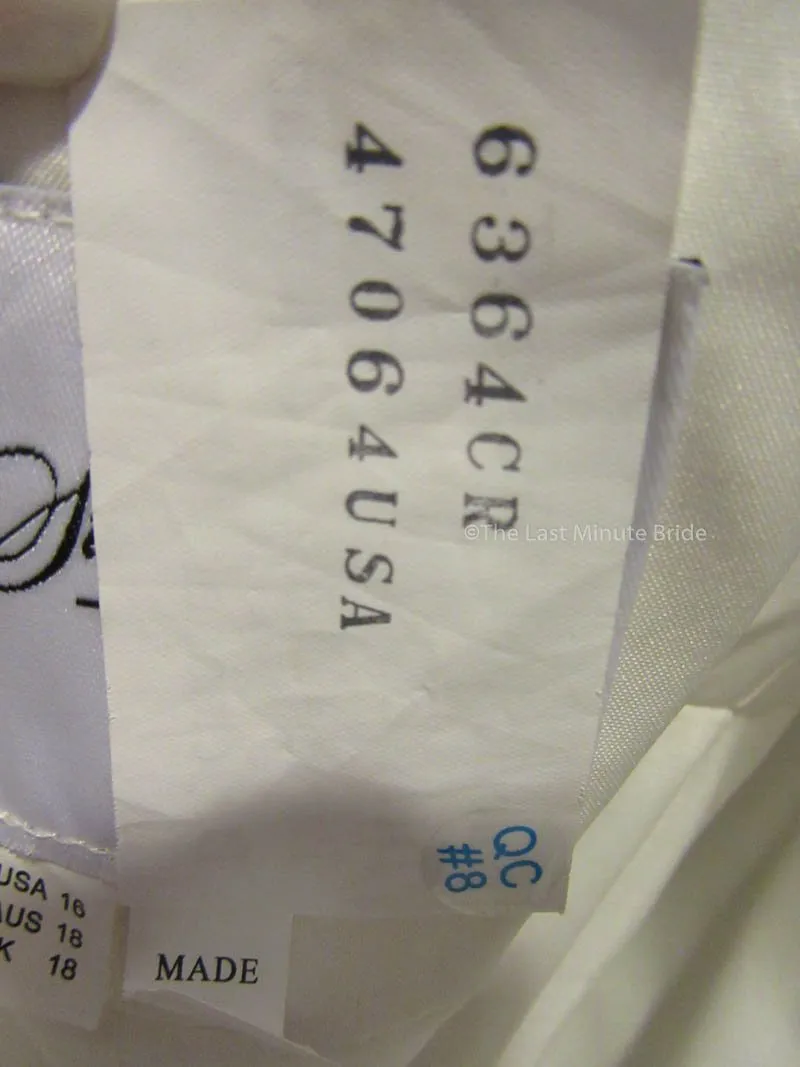 6364CR
47064USA
©The Last Minute Bride
QC
#8
USA 16
AUS 18
18
MADE